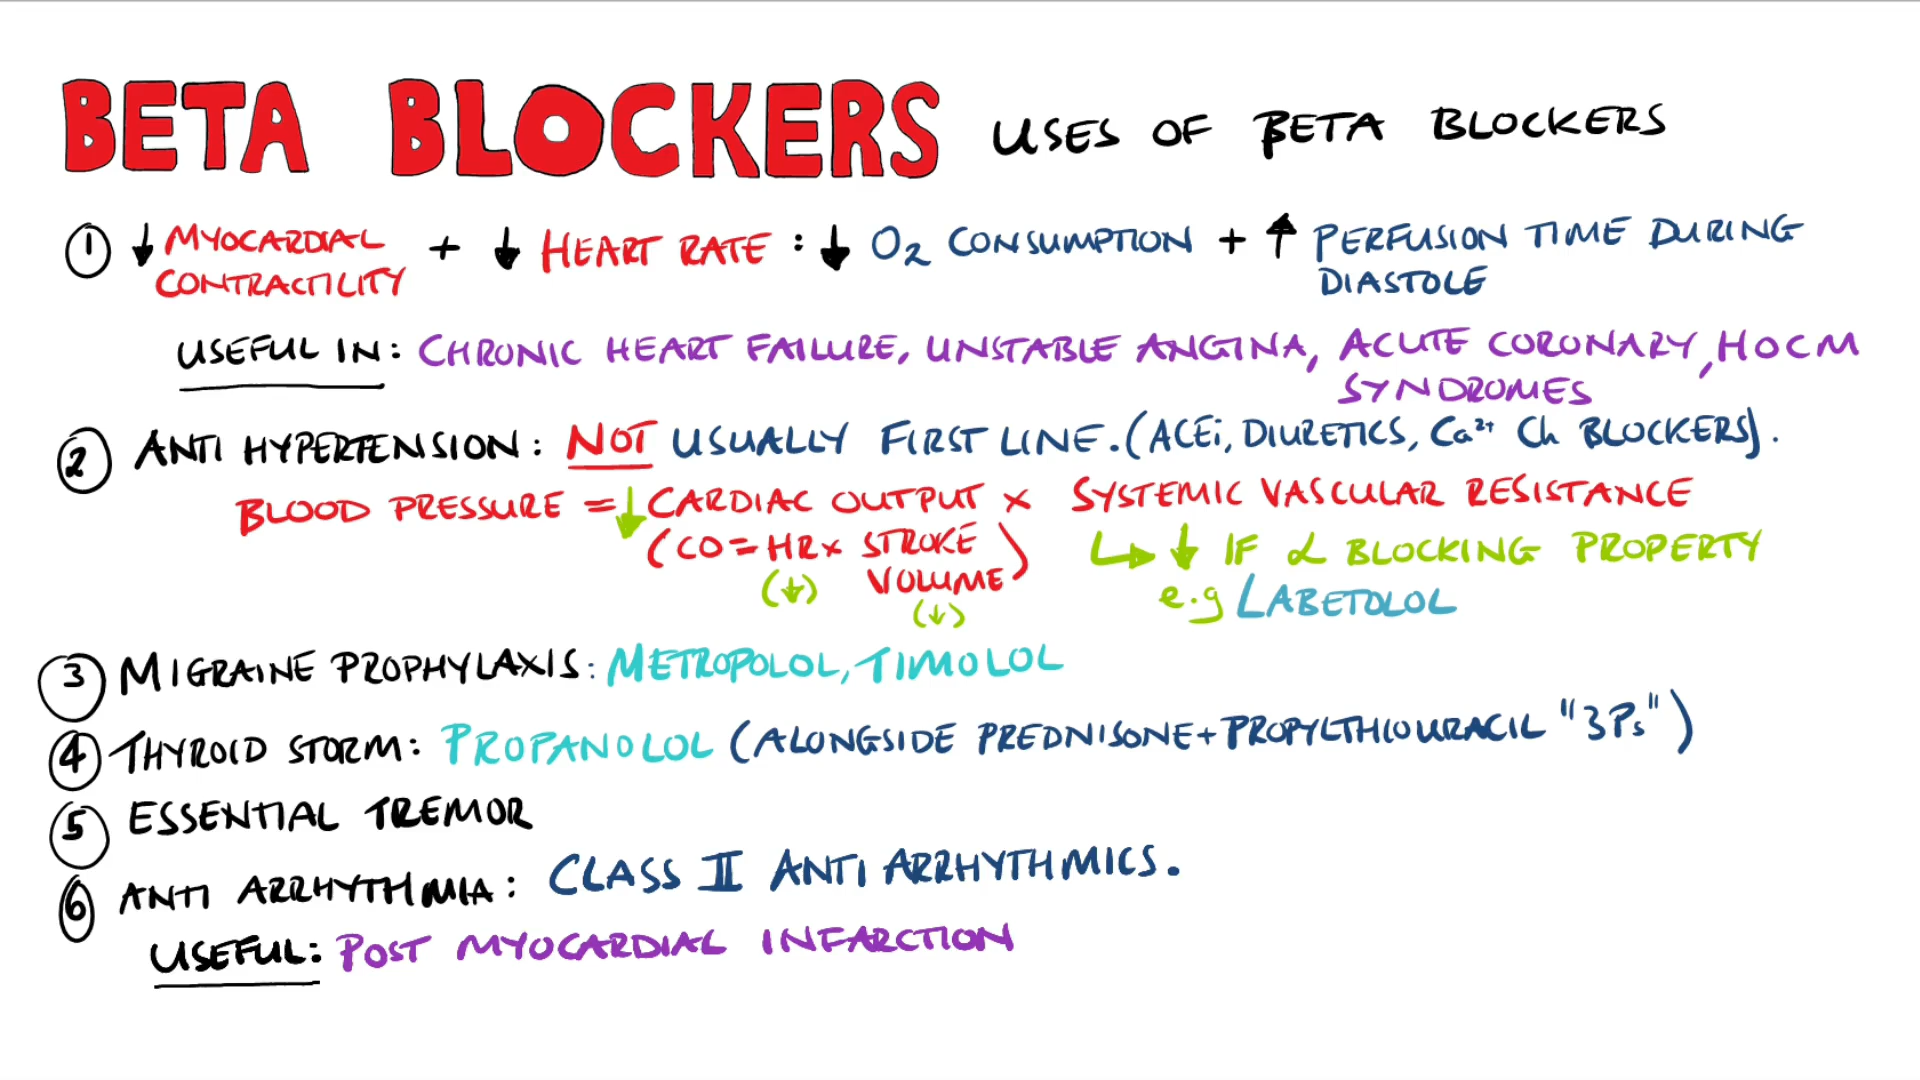 BETA BLOCKERS USES OF BETA BLOCKERS
① ↓ MYOCARDIAL CONTRACTILITY + ↓ HEART RATE : ↓ O2 CONSUMPTION + ↑ PERFUSION TIME DURING DIASTOLE
USEFUL IN: CHRONIC HEART FAILURE, UNSTABLE ANGINA, ACUTE CORONARY SYNDROMES, HOCM
② ANTI HYPERTENSION: NOT USUALLY FIRST LINE. (ACEi, DIURETICS, Ca²⁺ Ch BLOCKERS).
BLOOD PRESSURE = ↓ CARDIAC OUTPUT x SYSTEMIC VASCULAR RESISTANCE
(CO = HR x STROKE VOLUME) ↳ ↓ IF α BLOCKING PROPERTY
(↓) (↓) e.g LABETOLOL
③ MIGRAINE PROPHYLAXIS: METROPOLOL, TIMOLOL
④ THYROID STORM: PROPANOLOL (ALONGSIDE PREDNISONE + PROPYLTHIOURACIL "3Ps")
⑤ ESSENTIAL TREMOR
⑥ ANTI ARRHYTHMIA: CLASS II ANTI ARRHYTHMICS.
USEFUL: POST MYOCARDIAL INFARCTION